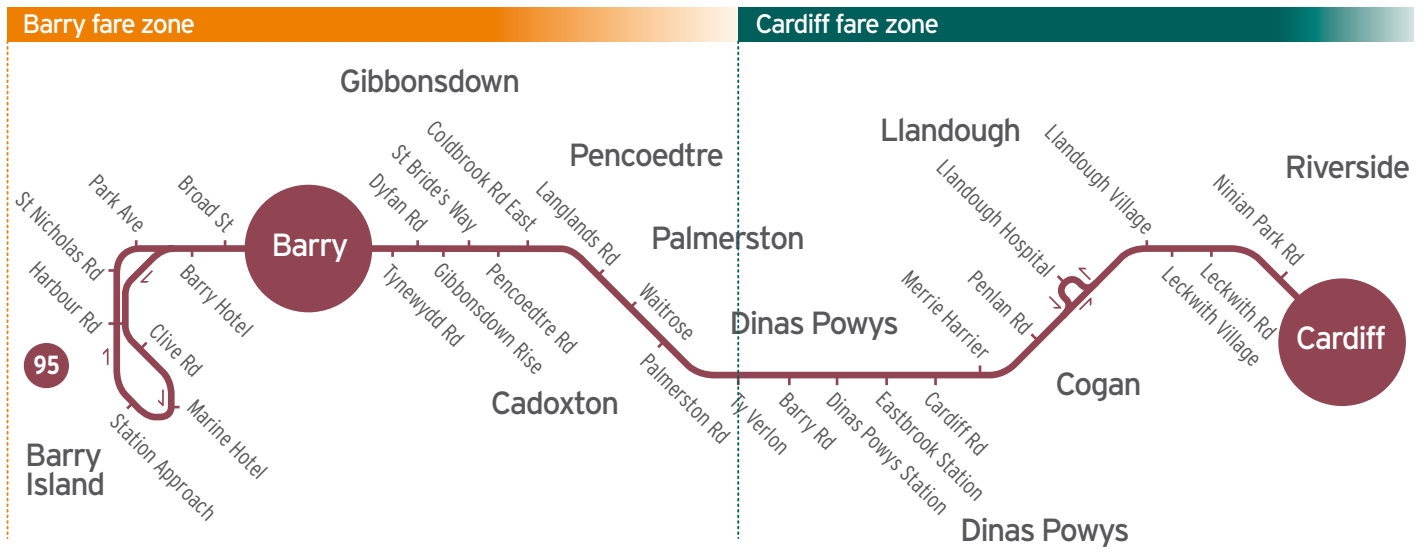 Barry fare zone
Cardiff fare zone
Gibbonsdown
Pencoedtre
Palmerston
Llandough
Riverside
Park Ave
St Nicholas Rd
Harbour Rd
Broad St
Barry Hotel
Clive Rd
Marine Hotel
Station Approach
95
Barry
Island
Barry
Dyfan Rd
St Bride's Way
Coldbrook Rd East
Langlands Rd
Waitrose
Tynewydd Rd
Gibbonsdown Rise
Pencoedtre Rd
Cadoxton
Palmerston Rd
Ty Verlon
Barry Rd
Dinas Powys Station
Eastbrook Station
Cardiff Rd
Dinas Powys
Dinas Powys
Merrie Harrier
Penlan Rd
Llandough Hospital
Cogan
Llandough Village
Leckwith Village
Leckwith Rd
Ninian Park Rd
Cardiff